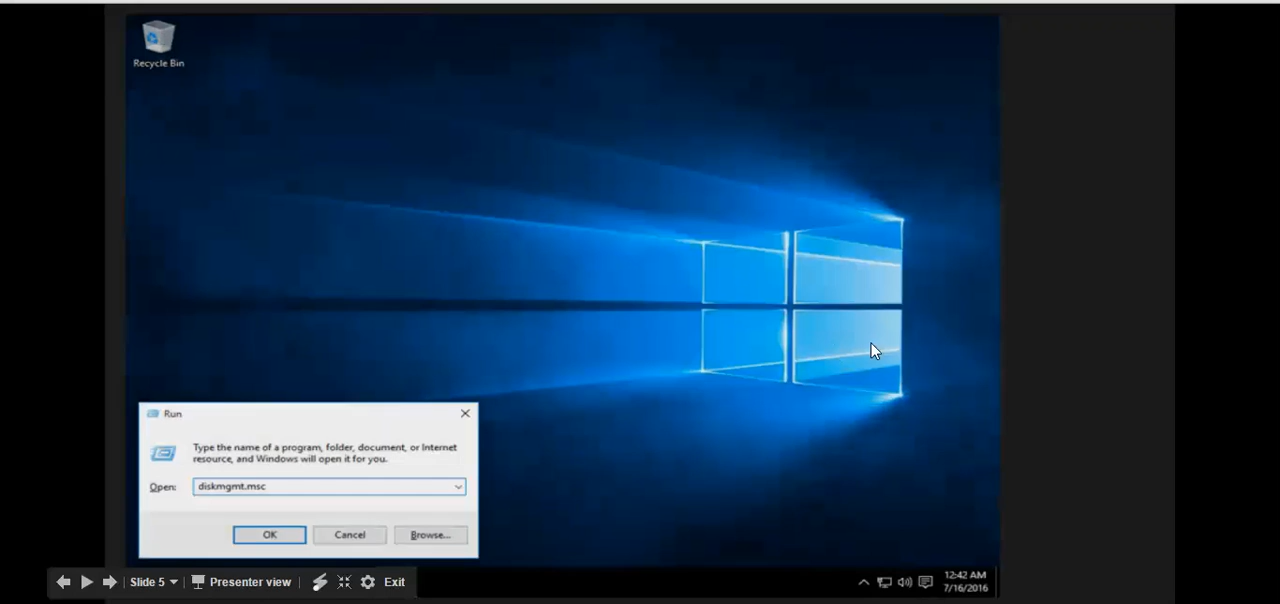 Recycle Bin
Run
Type the name of a program, folder, document, or Internet
resource, and Windows will open it for you.
Open: diskmgmt.msc
OK Cancel Browse...
Slide 5 Presenter view Exit
12:42 AM
7/16/2016